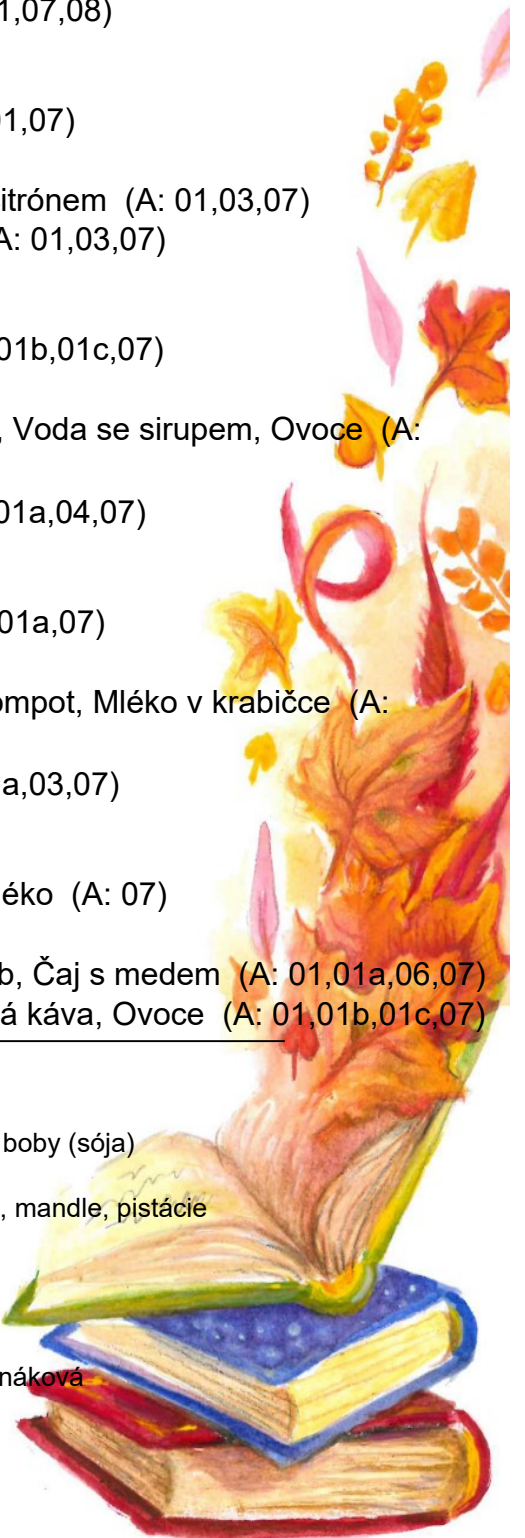 1,07,08)
01,07)
itrónem (A: 01,03,07)
A: 01,03,07)
01b,01c,07)
, Voda se sirupem, Ovoce (A:
01a,04,07)
01a,07)
ompot, Mléko v krabičce (A:
a,03,07)
léko (A: 07)
b, Čaj s medem (A: 01,01a,06,07)
á káva, Ovoce (A: 01,01b,01c,07)
boby (sója)
, mandle, pistácie
náková